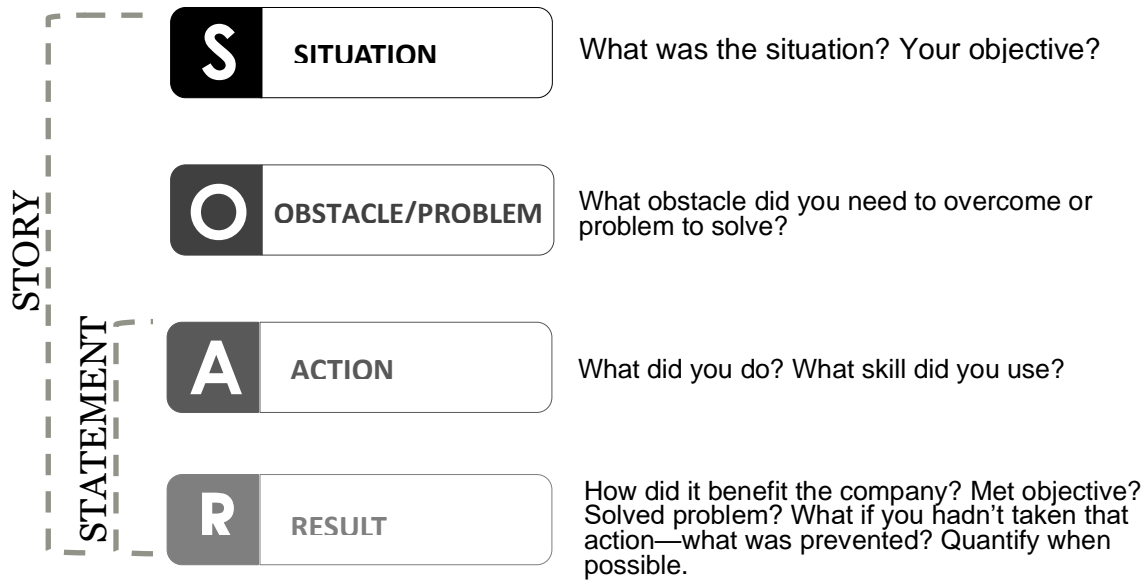 S SITUATION
What was the situation? Your objective?
O OBSTACLE/PROBLEM
What obstacle did you need to overcome or
problem to solve?
STORY
STATEMENT
A ACTION
What did you do? What skill did you use?
R RESULT
How did it benefit the company? Met objective?
Solved problem? What if you hadn’t taken that
action—what was prevented? Quantify when
possible.